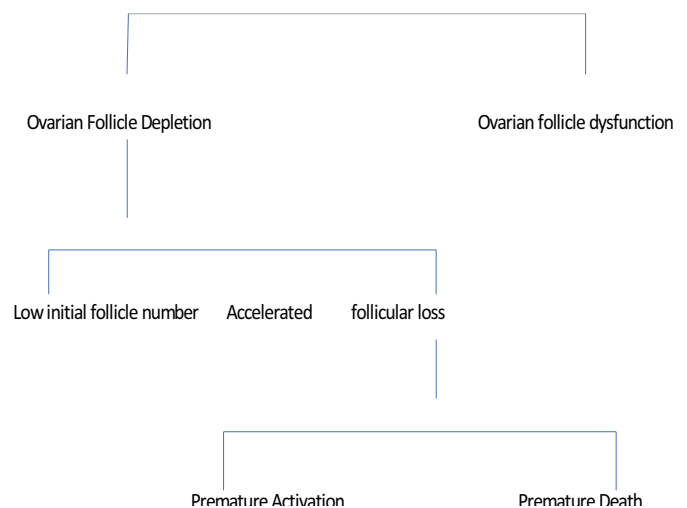 Ovarian Follicle Depletion Ovarian follicle dysfunction
Low initial follicle number Accelerated follicular loss
Premature Activation Premature Death